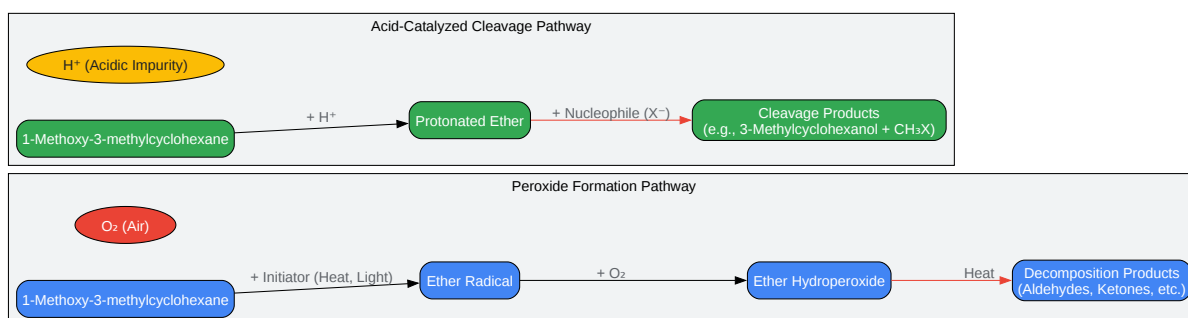 Acid-Catalyzed Cleavage Pathway
H⁺ (Acidic Impurity)
1-Methoxy-3-methylcyclohexane
+ H⁺
Protonated Ether
+ Nucleophile (X⁻)
Cleavage Products
(e.g., 3-Methylcyclohexanol + CH₃X)
Peroxide Formation Pathway
O₂ (Air)
1-Methoxy-3-methylcyclohexane
+ Initiator (Heat, Light)
Ether Radical
+ O₂
Ether Hydroperoxide
Heat
Decomposition Products
(Aldehydes, Ketones, etc.)